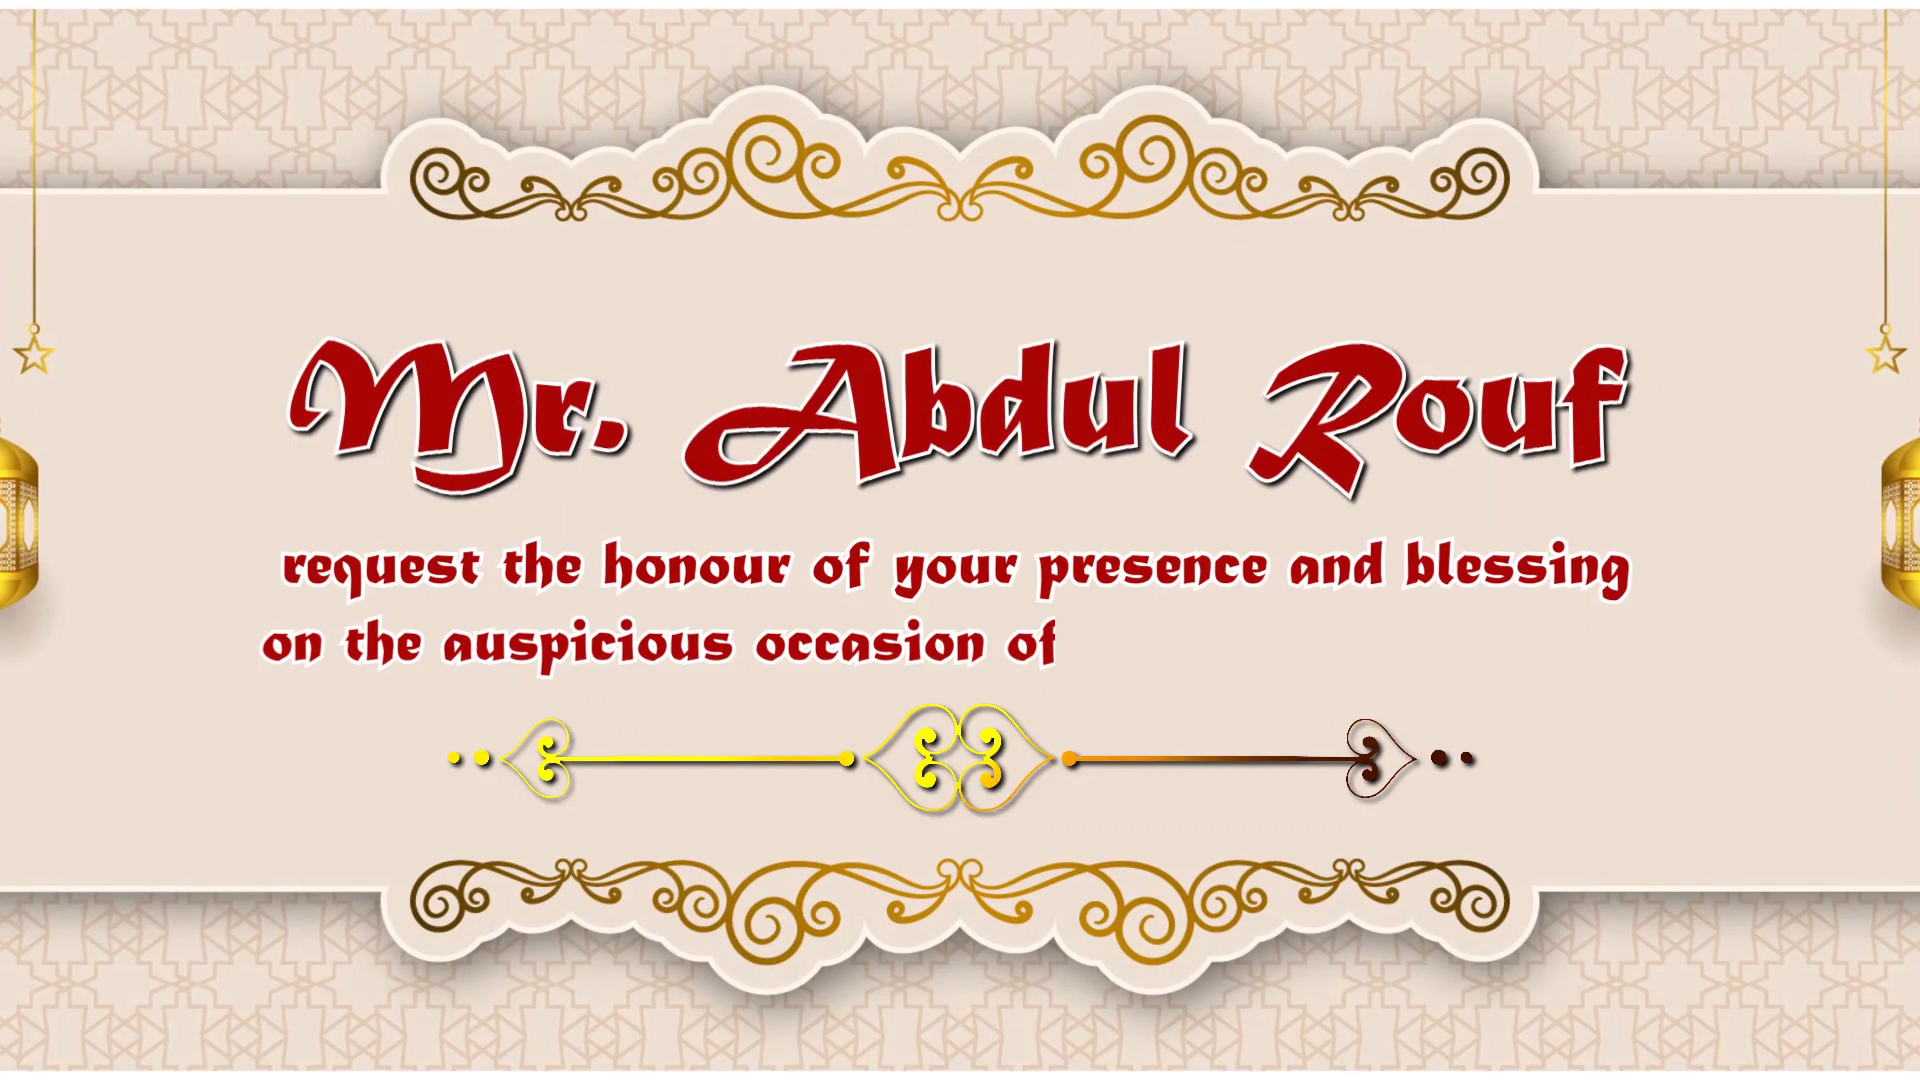 Mr. Abdul Rouf
request the honour of your presence and blessing
on the auspicious occasion of